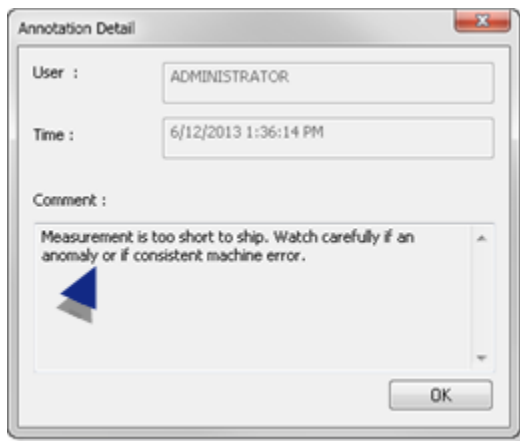 Annotation Detail
User :
ADMINISTRATOR
Time :
6/12/2013 1:36:14 PM
Comment :
Measurement is too short to ship. Watch carefully if an
anomaly or if consistent machine error.
OK